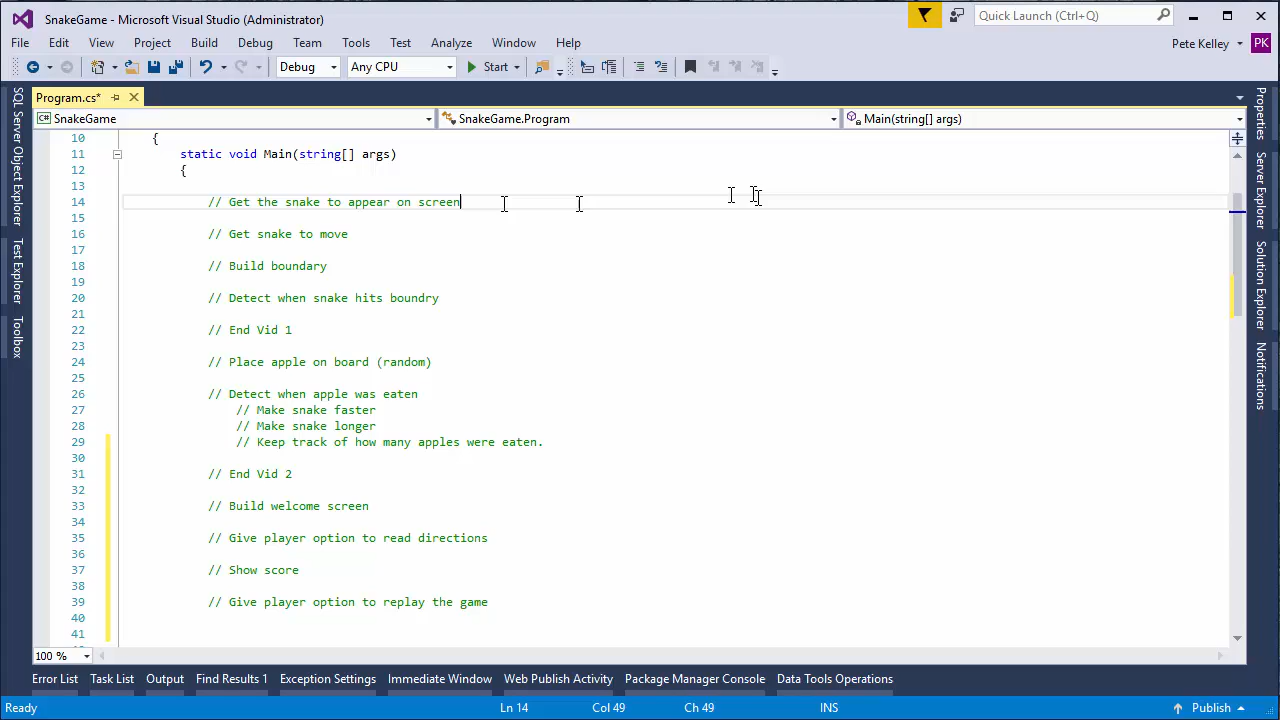 SnakeGame - Microsoft Visual Studio (Administrator)
Quick Launch (Ctrl+Q)
File Edit View Project Build Debug Team Tools Test Analyze Window Help
Pete Kelley PK
Debug Any CPU Start
Program.cs*
C# SnakeGame SnakeGame.Program Main(string[] args)
10 {
11 static void Main(string[] args)
12 {
13
14 // Get the snake to appear on screen
15
16 // Get snake to move
17
18 // Build boundary
19
20 // Detect when snake hits boundry
21
22 // End Vid 1
23
24 // Place apple on board (random)
25
26 // Detect when apple was eaten
27 // Make snake faster
28 // Make snake longer
29 // Keep track of how many apples were eaten.
30
31 // End Vid 2
32
33 // Build welcome screen
34
35 // Give player option to read directions
36
37 // Show score
38
39 // Give player option to replay the game
40
41
SQL Server Object Explorer
Test Explorer
Toolbox
Properties
Server Explorer
Solution Explorer
Notifications
100 %
Error List Task List Output Find Results 1 Exception Settings Immediate Window Web Publish Activity Package Manager Console Data Tools Operations
Ready Ln 14 Col 49 Ch 49 INS Publish